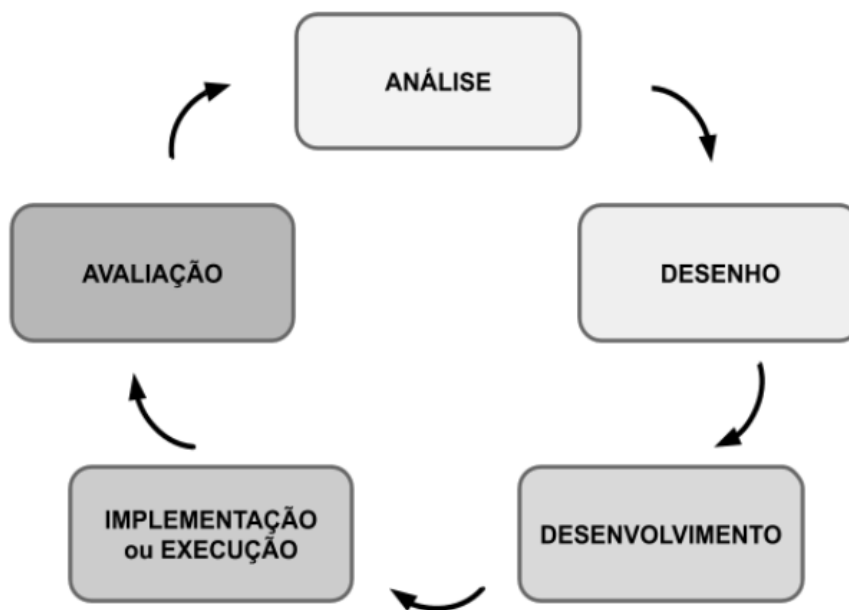 ANÁLISE
DESENHO
DESENVOLVIMENTO
IMPLEMENTAÇÃO
ou EXECUÇÃO
AVALIAÇÃO